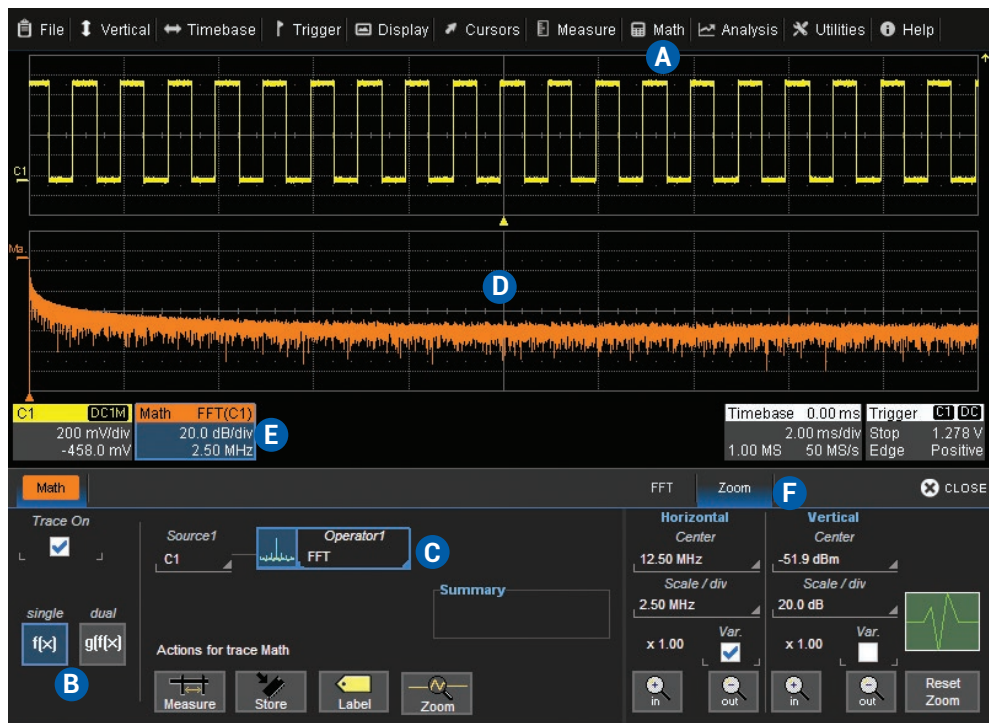 File Vertical Timebase Trigger Display Cursors Measure Math Analysis Utilities Help
A
C1
Ma.
D
C1 DC1M
200 mV/div
-458.0 mV
Math FFT(C1)
20.0 dB/div
2.50 MHz
E
Timebase 0.00 ms
2.00 ms/div
1.00 MS 50 MS/s
Trigger C1 DC
Stop 1.278 V
Edge Positive
Math
FFT Zoom
F
CLOSE
Trace On
single dual
f(x) g(f(x)
B
Source1
C1
Operator1
FFT
C
Summary
Actions for trace Math
Measure Store Label Zoom
Horizontal
Center
12.50 MHz
Scale / div
2.50 MHz
x 1.00 Var.
in out
Vertical
Center
-51.9 dBm
Scale / div
20.0 dB
x 1.00 Var.
in out
Reset
Zoom